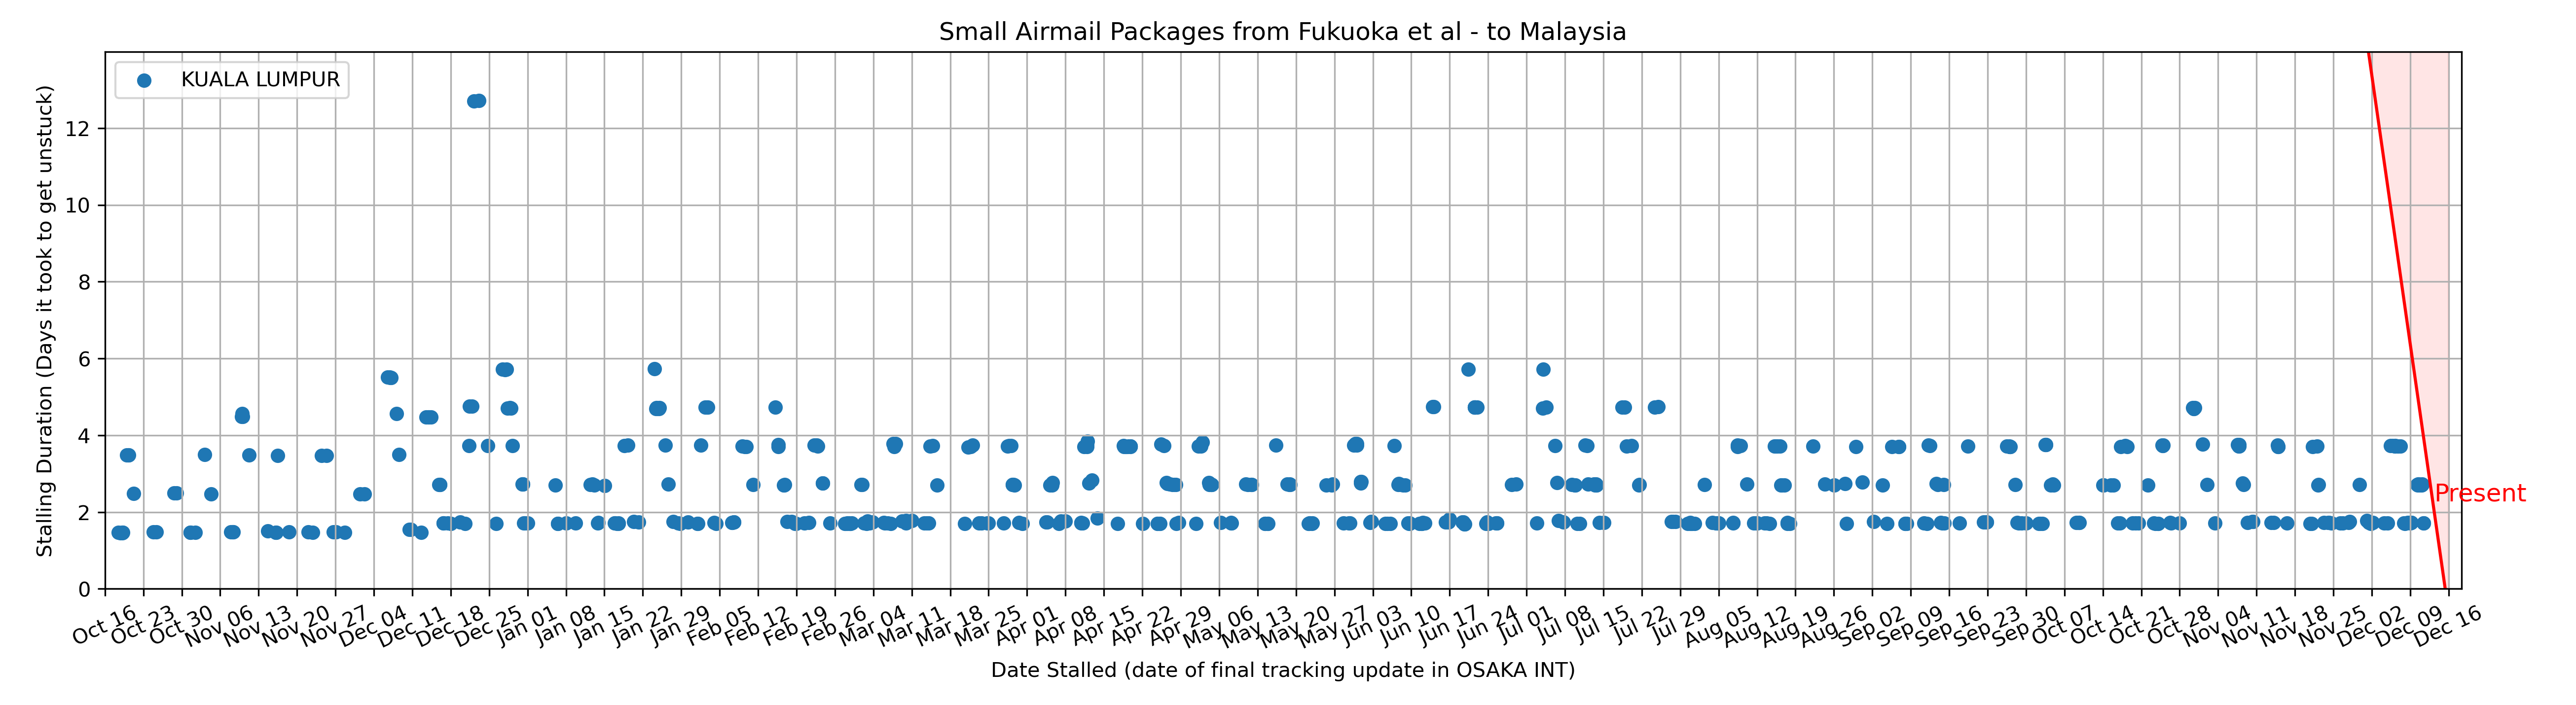 Small Airmail Packages from Fukuoka et al - to Malaysia
KUALA LUMPUR
Stalling Duration (Days it took to get unstuck)
12
10
8
6
4
2
0
Present
Oct 16 Oct 23 Oct 30 Nov 06 Nov 13 Nov 20 Nov 27 Dec 04 Dec 11 Dec 18 Dec 25 Jan 01 Jan 08 Jan 15 Jan 22 Jan 29 Feb 05 Feb 12 Feb 19 Feb 26 Mar 04 Mar 11 Mar 18 Mar 25 Apr 01 Apr 08 Apr 15 Apr 22 Apr 29 May 06 May 13 May 20 May 27 Jun 03 Jun 10 Jun 17 Jun 24 Jul 01 Jul 08 Jul 15 Jul 22 Jul 29 Aug 05 Aug 12 Aug 19 Aug 26 Sep 02 Sep 09 Sep 16 Sep 23 Sep 30 Oct 07 Oct 14 Oct 21 Oct 28 Nov 04 Nov 11 Nov 18 Nov 25 Dec 02 Dec 09 Dec 16
Date Stalled (date of final tracking update in OSAKA INT)